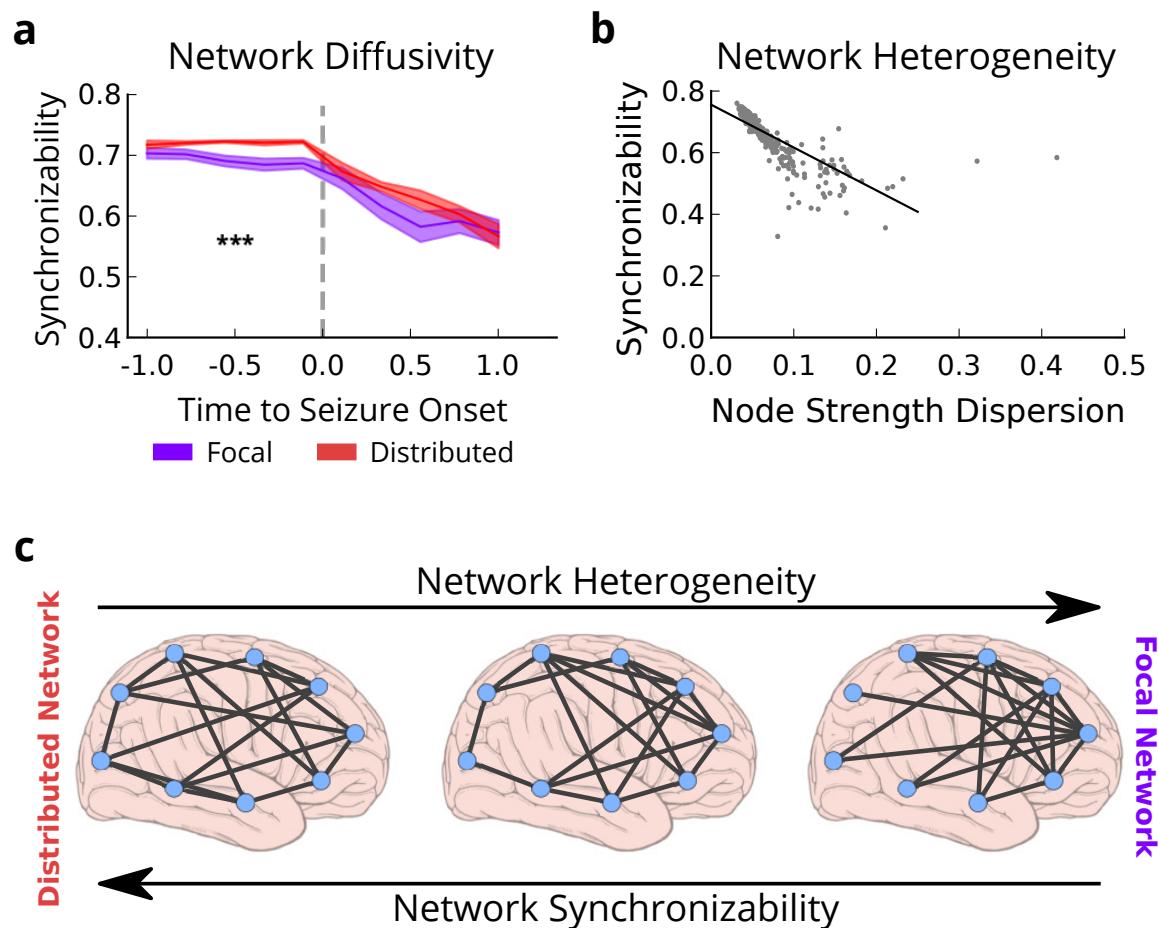 a
Network Diffusivity
Synchronizability
0.8
0.7
0.6
0.5
0.4
***
-1.0 -0.5 0.0 0.5 1.0
Time to Seizure Onset
Focal Distributed
b
Network Heterogeneity
Synchronizability
0.8
0.6
0.4
0.2
0.0
0.0 0.1 0.2 0.3 0.4 0.5
Node Strength Dispersion
c
Network Heterogeneity
Distributed Network
Focal Network
Network Synchronizability